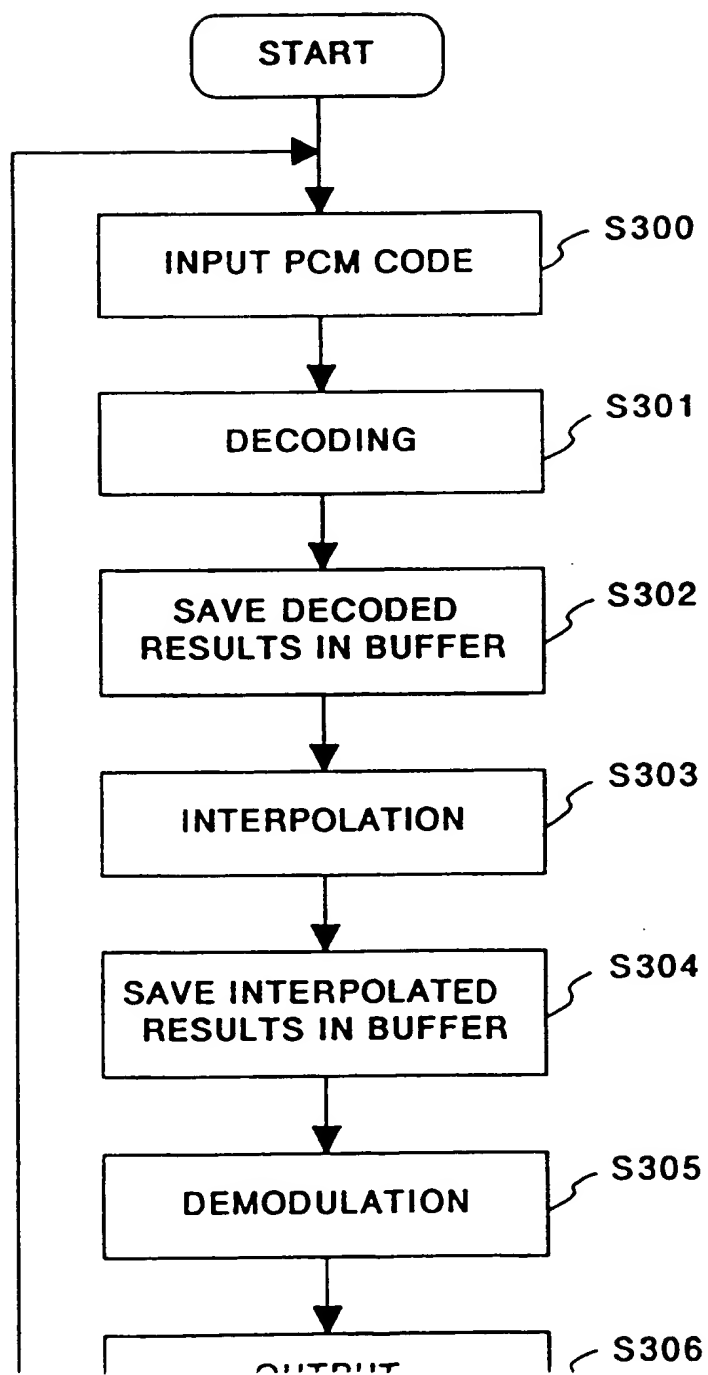 START
INPUT PCM CODE
S300
DECODING
S301
SAVE DECODED
RESULTS IN BUFFER
S302
INTERPOLATION
S303
SAVE INTERPOLATED
RESULTS IN BUFFER
S304
DEMODULATION
S305
OUTPUT
S306